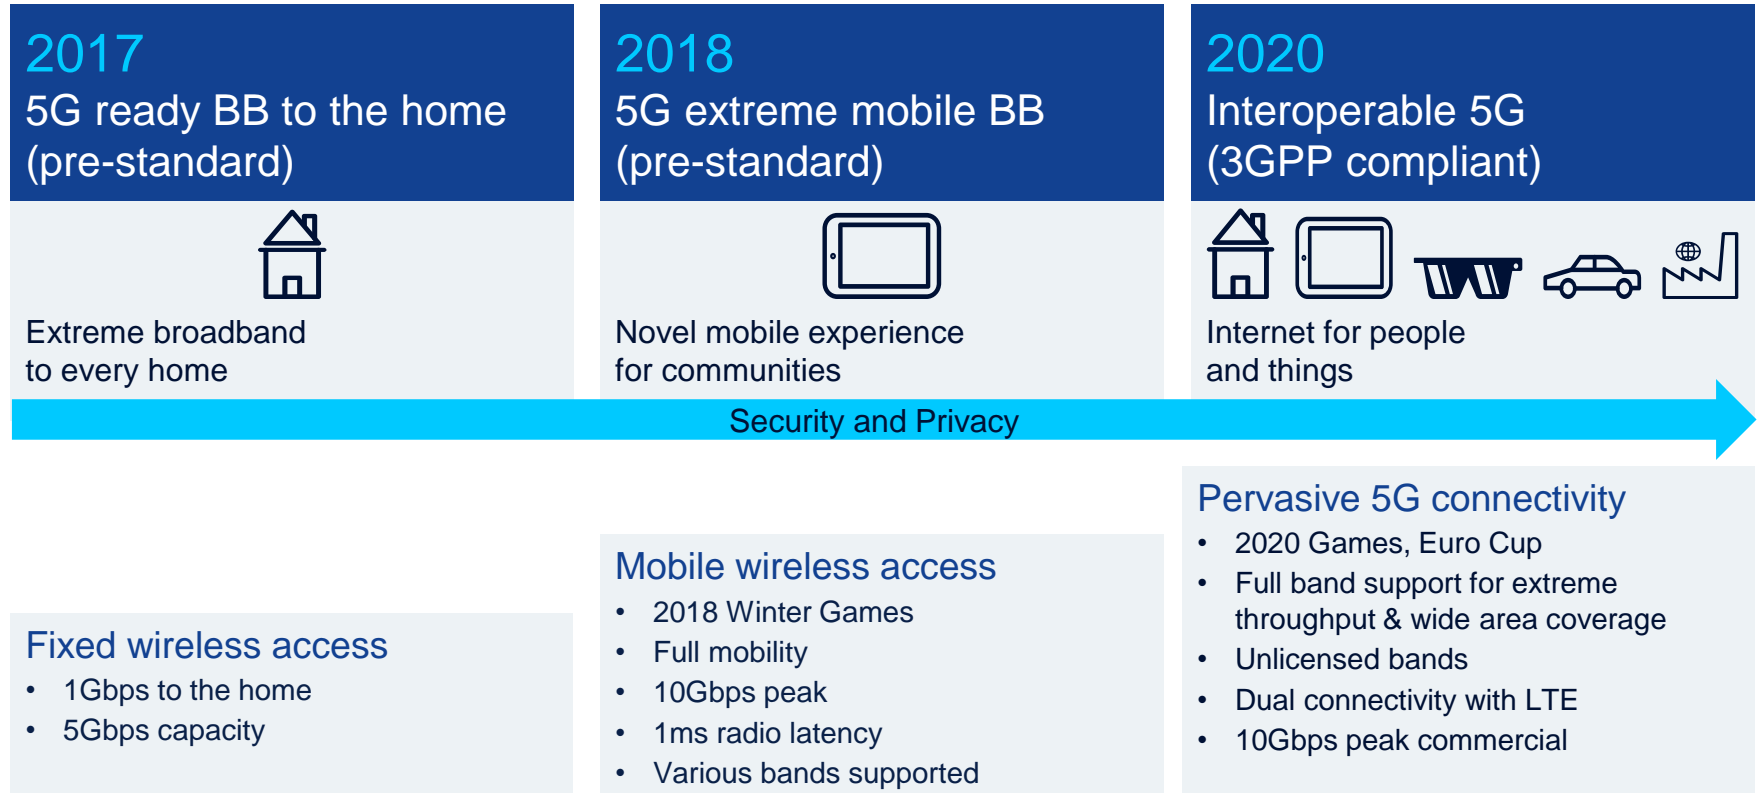 2017
5G ready BB to the home
(pre-standard)
Extreme broadband
to every home
2018
5G extreme mobile BB
(pre-standard)
Novel mobile experience
for communities
2020
Interoperable 5G
(3GPP compliant)
Internet for people
and things
Security and Privacy
Fixed wireless access
• 1Gbps to the home
• 5Gbps capacity
Mobile wireless access
• 2018 Winter Games
• Full mobility
• 10Gbps peak
• 1ms radio latency
• Various bands supported
Pervasive 5G connectivity
• 2020 Games, Euro Cup
• Full band support for extreme
throughput & wide area coverage
• Unlicensed bands
• Dual connectivity with LTE
• 10Gbps peak commercial